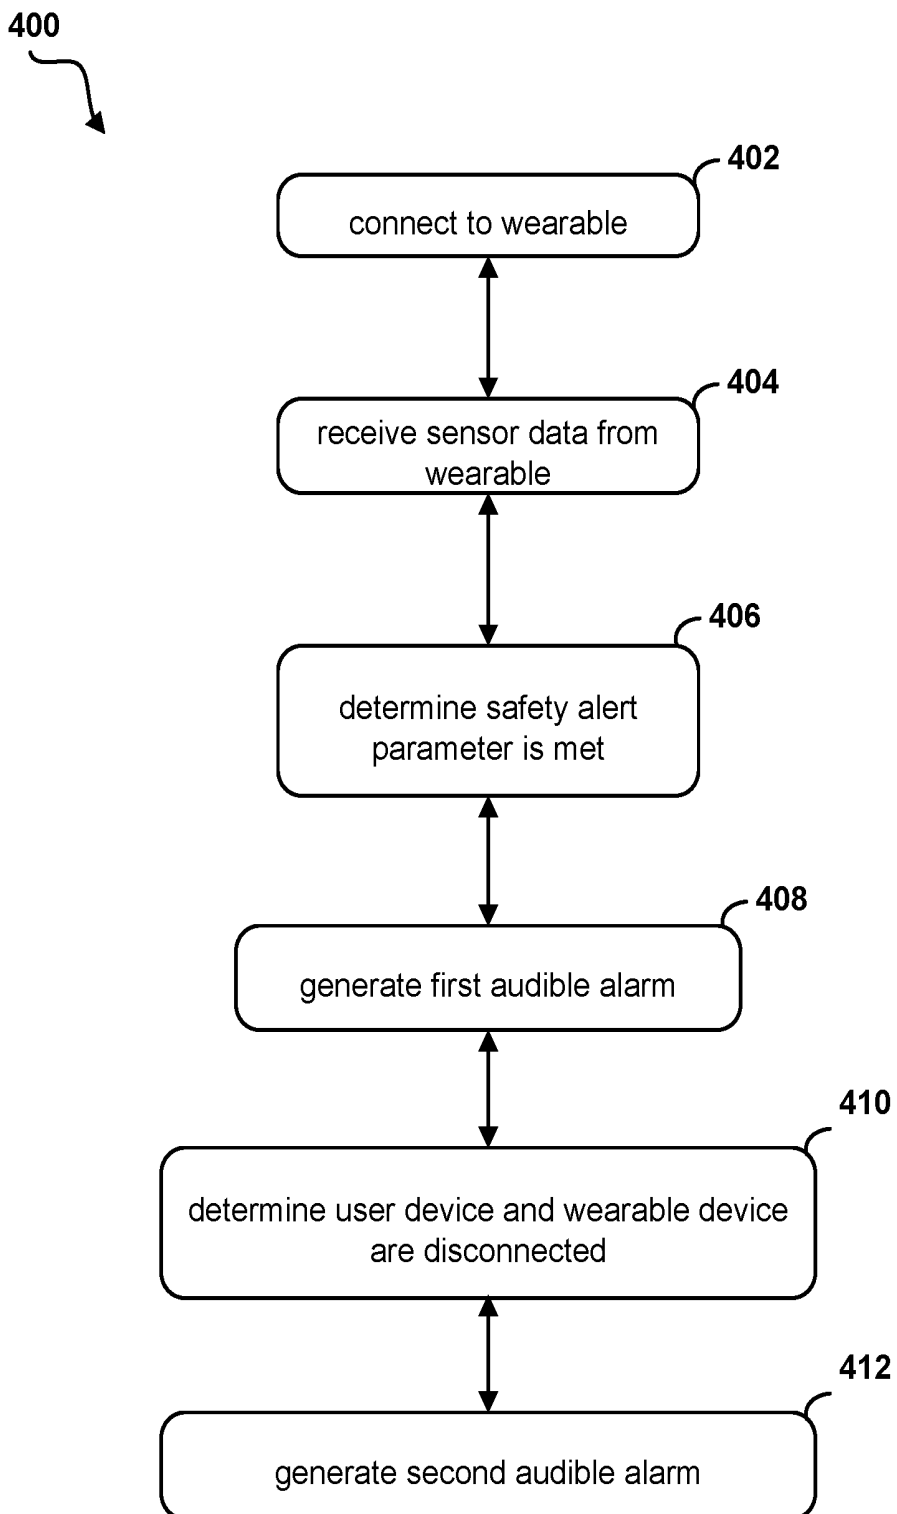 400
402
connect to wearable
404
receive sensor data from
wearable
406
determine safety alert
parameter is met
408
generate first audible alarm
410
determine user device and wearable device
are disconnected
412
generate second audible alarm